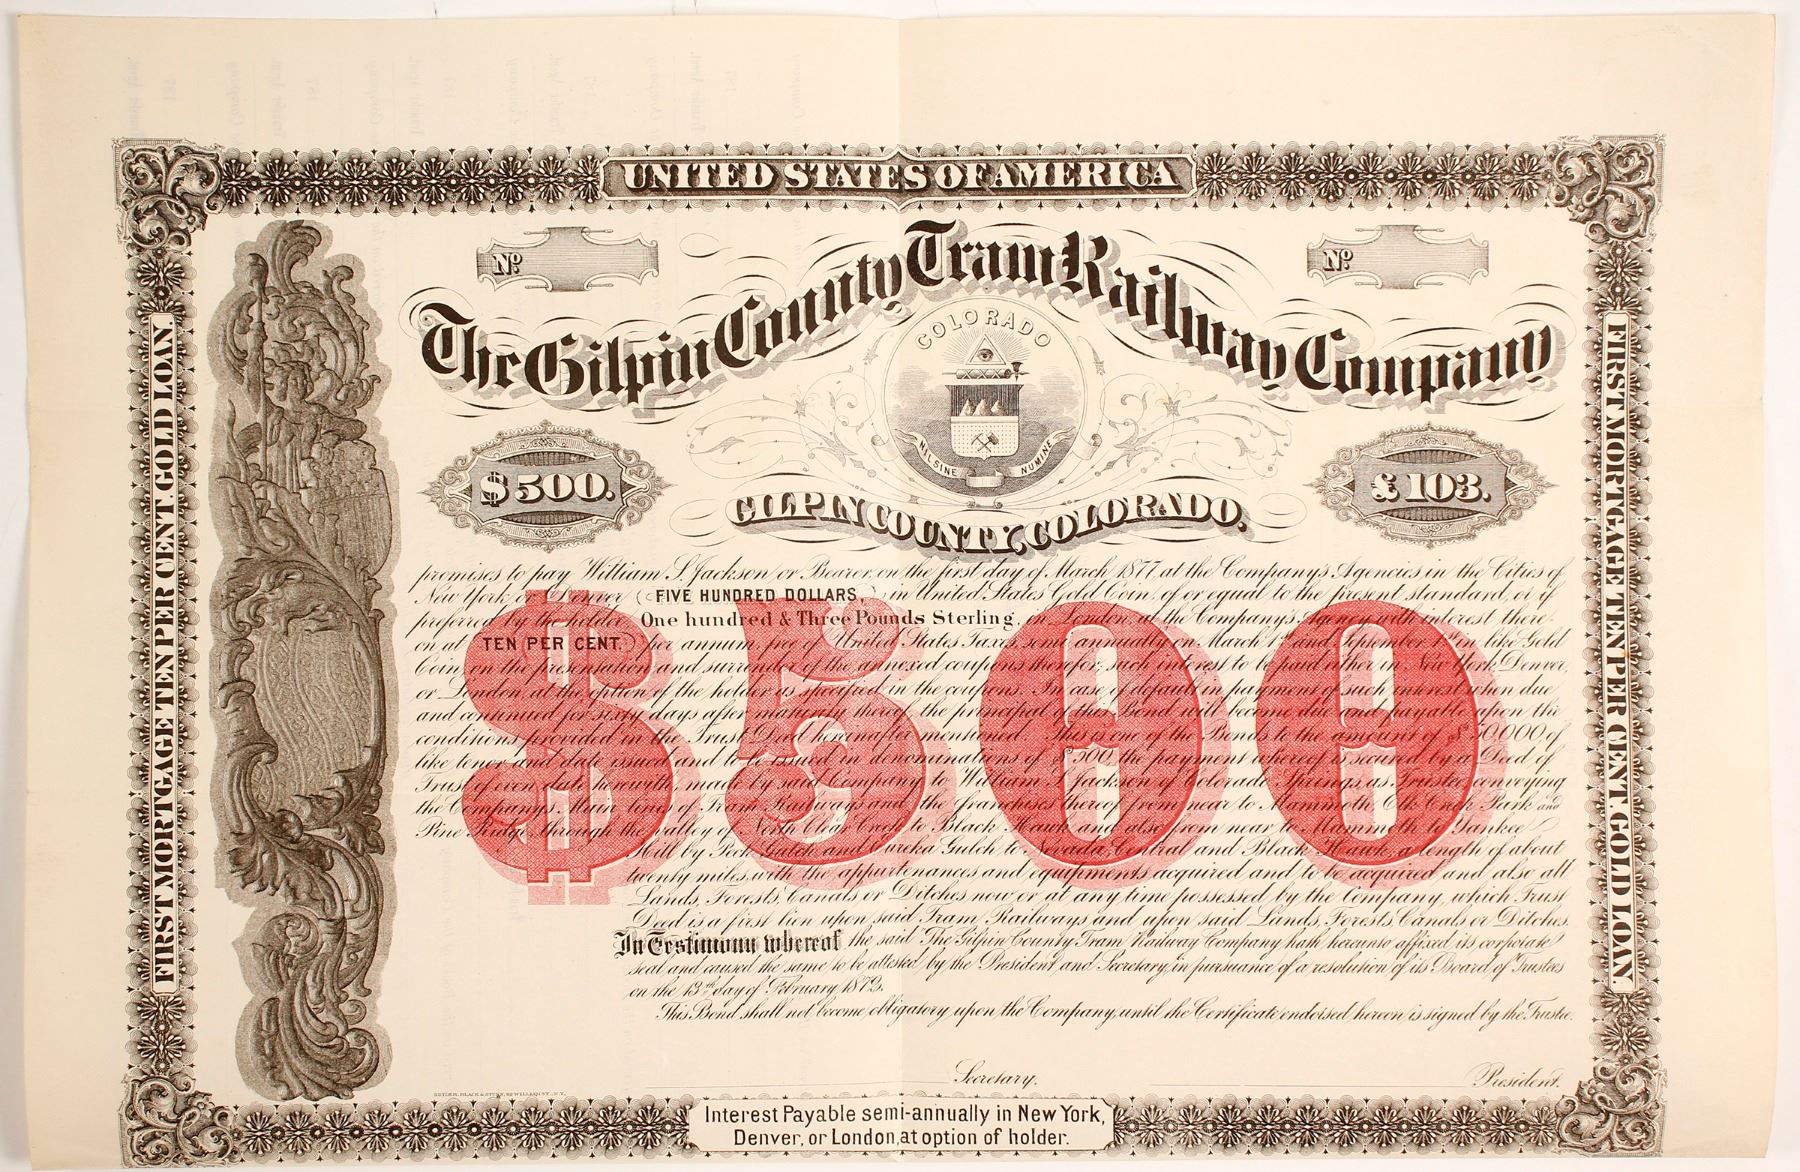 UNITED STATES OF AMERICA
Nº
Nº
The Gilpin County Tram Railway Company
COLORADO
NIL SINE NUMINE
$500.
£103.
GILPIN COUNTY, COLORADO.
FIRST MORTGAGE TEN PER CENT. GOLD LOAN.
FIRST MORTGAGE TEN PER CENT. GOLD LOAN.
$500
promises to pay William S. Jackson or Bearer, on the first day of March 1877, at the Company's Agencies in the Cities of
New York or Denver (FIVE HUNDRED DOLLARS,) in United States Gold Coin, of or equal to the present standard, or if
preferred by the holder One hundred & Three Pounds Sterling, in London, at the Company's Agency with interest there-
on at TEN PER CENT. per annum, free of United States Taxes, semi annually on March 1st and September 1st in like Gold
Coin, on the presentation and surrender of the annexed coupons therefor, such interest to be paid either in New York, Denver,
or London, at the option of the holder as specified in the coupons. In case of default in payment of such interest when due
and continued for sixty days after maturity thereof the principal of this Bond will become due and payable upon the
conditions provided in the Trust Deed hereinafter mentioned. This is one of the Bonds to the amount of of
like tenor and date issued and to be issued in denominations of $500, the payment whereof is secured by a Deed of
Trust of even date herewith, made by said Company to William S. Jackson of Colorado Springs, as Trustee, conveying
the Company's Main lines of Tram Railways and the franchises thereof from near to Mammoth, Elk Creek Park and
Pine Ridge, through the valley of North Clear Creek to Black Hawk, and also from near to Mammoth to Yankee
Hill by Peck Gulch and Eureka Gulch to Nevada, Central and Black Hawk, a length of about
twenty miles, with the appurtenances and equipments acquired and to be acquired and also all
Lands, Forests, Canals or Ditches now or at any time possessed by the Company, which Trust
Deed is a first lien upon said Tram Railways and upon said Lands, Forests, Canals or Ditches.
In Testimony whereof the said The Gilpin County Tram Railway Company hath hereunto affixed its corporate
seal and caused the same to be attested by the President and Secretary, in pursuance of a resolution of its Board of Trustees
on the 13th day of February 1873.
This Bond shall not become obligatory upon the Company, until the Certificate endorsed hereon is signed by the Trustee.
Secretary.
President.
Interest Payable semi-annually in New York,
Denver, or London, at option of holder.